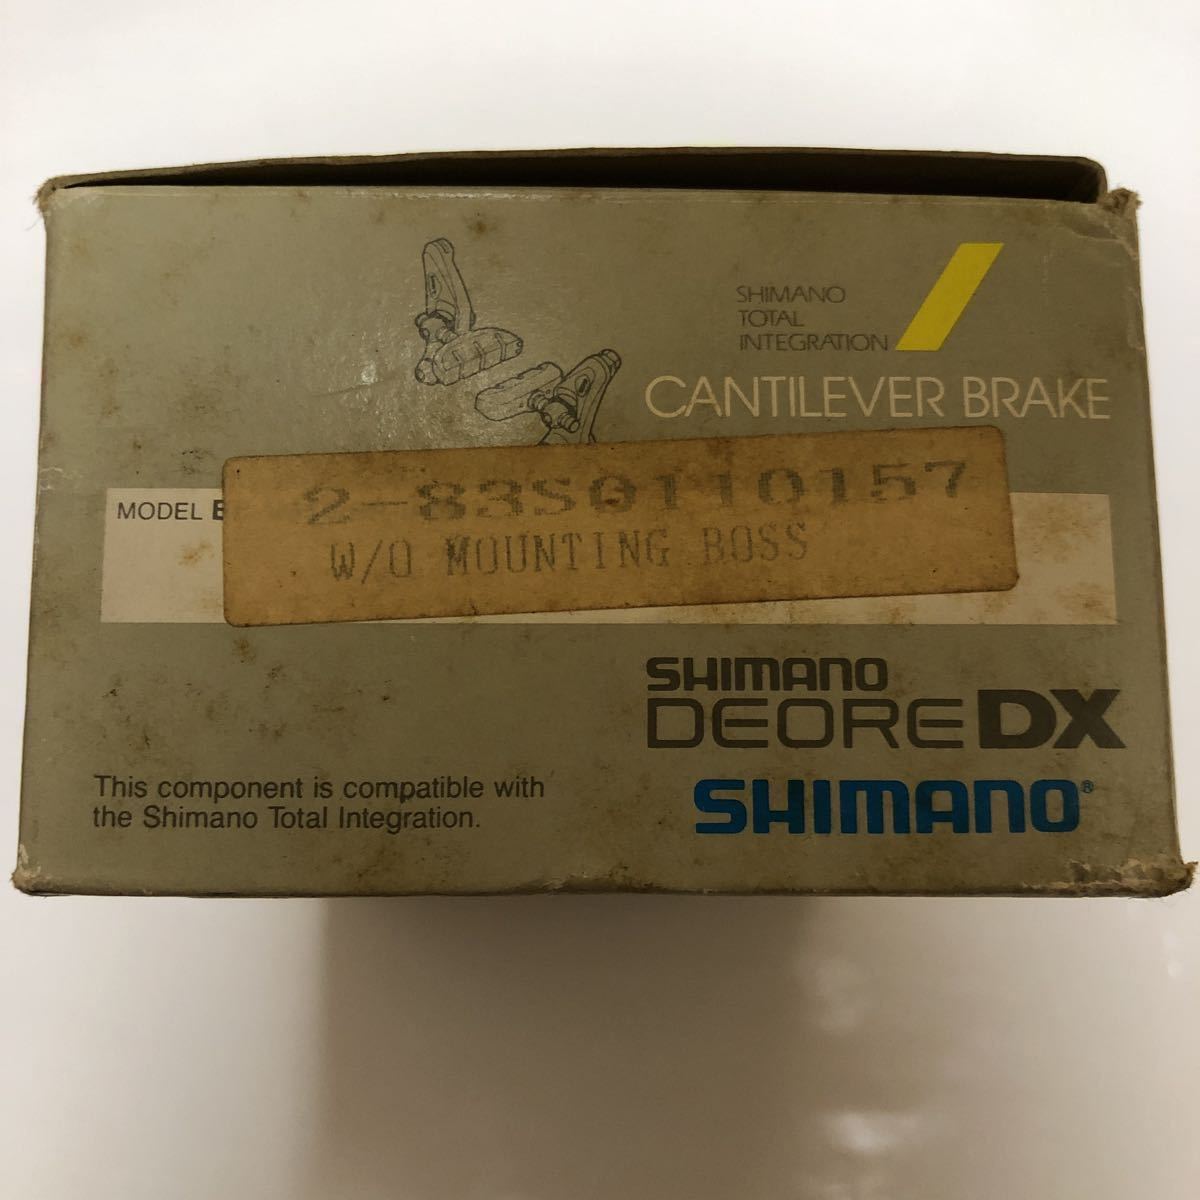 SHIMANO
TOTAL
INTEGRATION
CANTILEVER BRAKE
MODEL
2-83S0110157
W/O MOUNTING BOSS
SHIMANO
DEORE DX
This component is compatible with
the Shimano Total Integration.
SHIMANO®